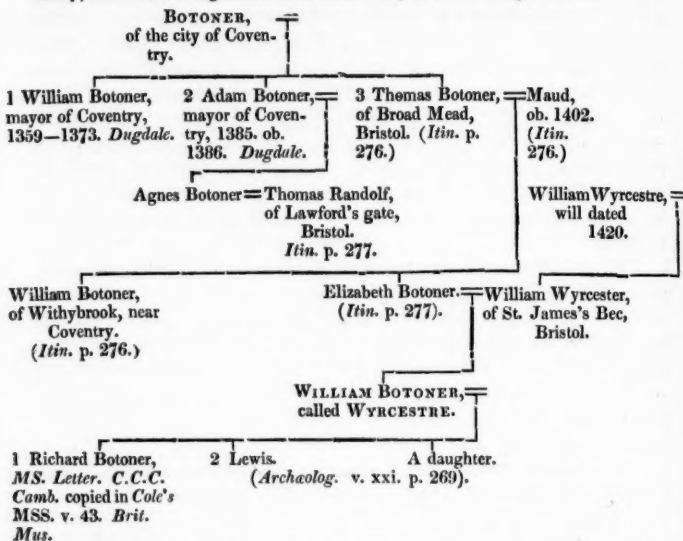 BOTONER,
of the city of Coven-
try.
1 William Botoner,
mayor of Coventry,
1359—1373. Dugdale.
2 Adam Botoner,
mayor of Coven-
try, 1385. ob.
1386. Dugdale.
3 Thomas Botoner,
of Broad Mead,
Bristol. (Itin. p.
276.)
Maud,
ob. 1402.
(Itin.
276.)
Agnes Botoner
Thomas Randolf,
of Lawford's gate,
Bristol.
Itin. p. 277.
William Wyrcestre,
will dated
1420.
William Botoner,
of Withybrook, near
Coventry.
(Itin. p. 276.)
Elizabeth Botoner.
(Itin. p. 277).
William Wyrcester,
of St. James's Bec,
Bristol.
WILLIAM BOTONER,
called WYRCESTRE.
1 Richard Botoner,
MS. Letter. C.C.C.
Camb. copied in Cole's
MSS. v. 43. Brit.
Mus.
2 Lewis.
A daughter.
(Archæolog. v. xxi. p. 269).